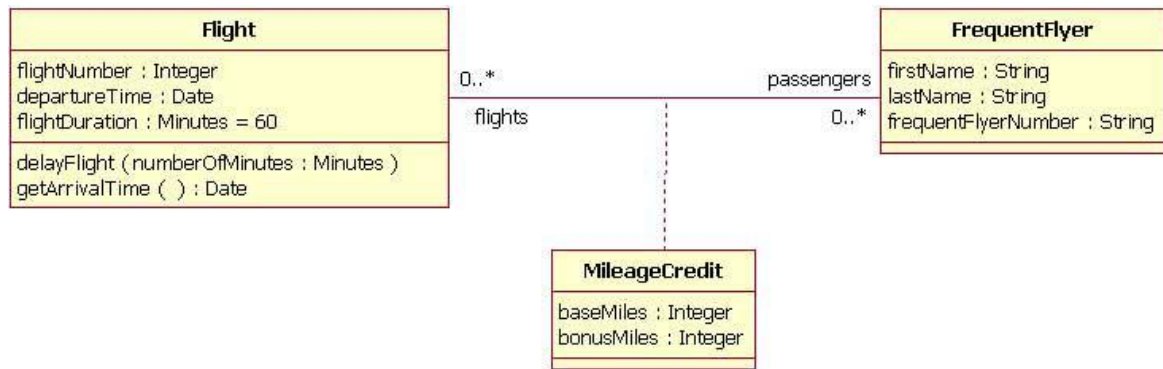 Flight
flightNumber : Integer
departureTime : Date
flightDuration : Minutes = 60
delayFlight ( numberOfMinutes : Minutes )
getArrivalTime ( ) : Date
0..*
flights
passengers
0..*
FrequentFlyer
firstName : String
lastName : String
frequentFlyerNumber : String
MileageCredit
baseMiles : Integer
bonusMiles : Integer